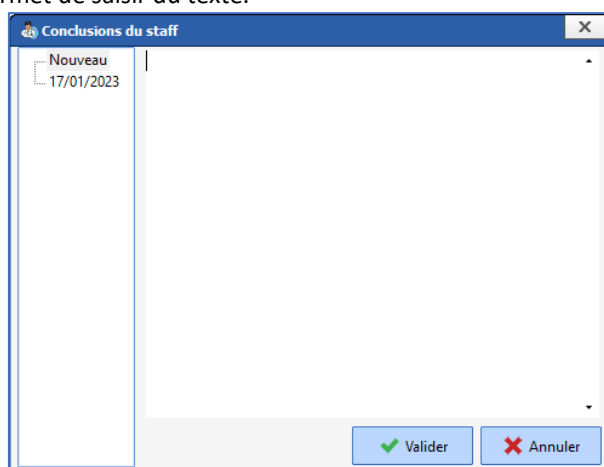 rmet de saisir du texte.
Conclusions du staff
Nouveau
17/01/2023
Valider
Annuler